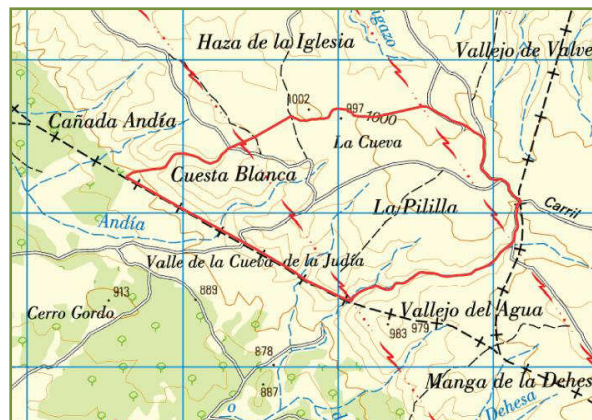 Haza de la Iglesia
Vallejo de Valve
Cañada Andía
1002
997
1000
La Cueva
Cuesta Blanca
La Pililla
Carril
Andía
Valle de la Cueva de la Judía
913
889
Cerro Gordo
Vallejo del Agua
983
979
878
887
Manga de la Dehes
Dehesa